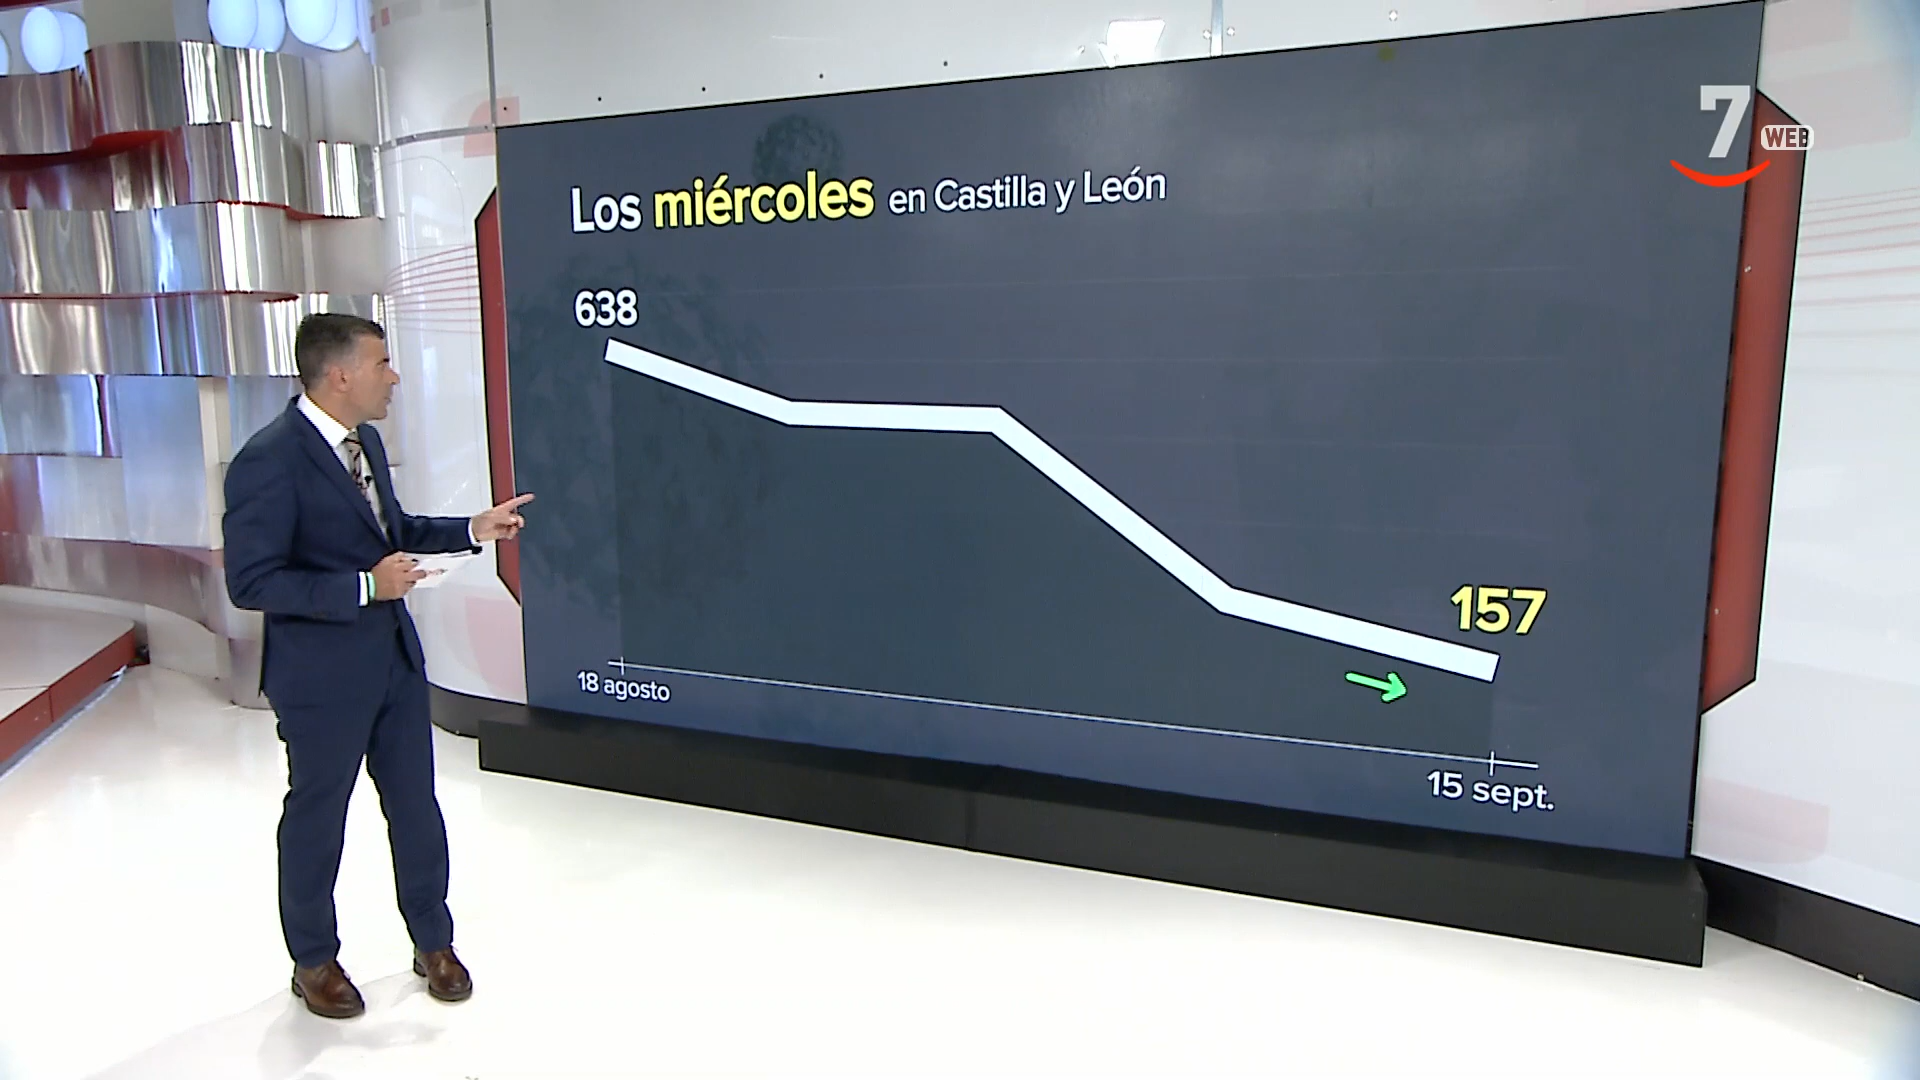 7
WEB
Los miércoles en Castilla y León
638
157
18 agosto
15 sept.